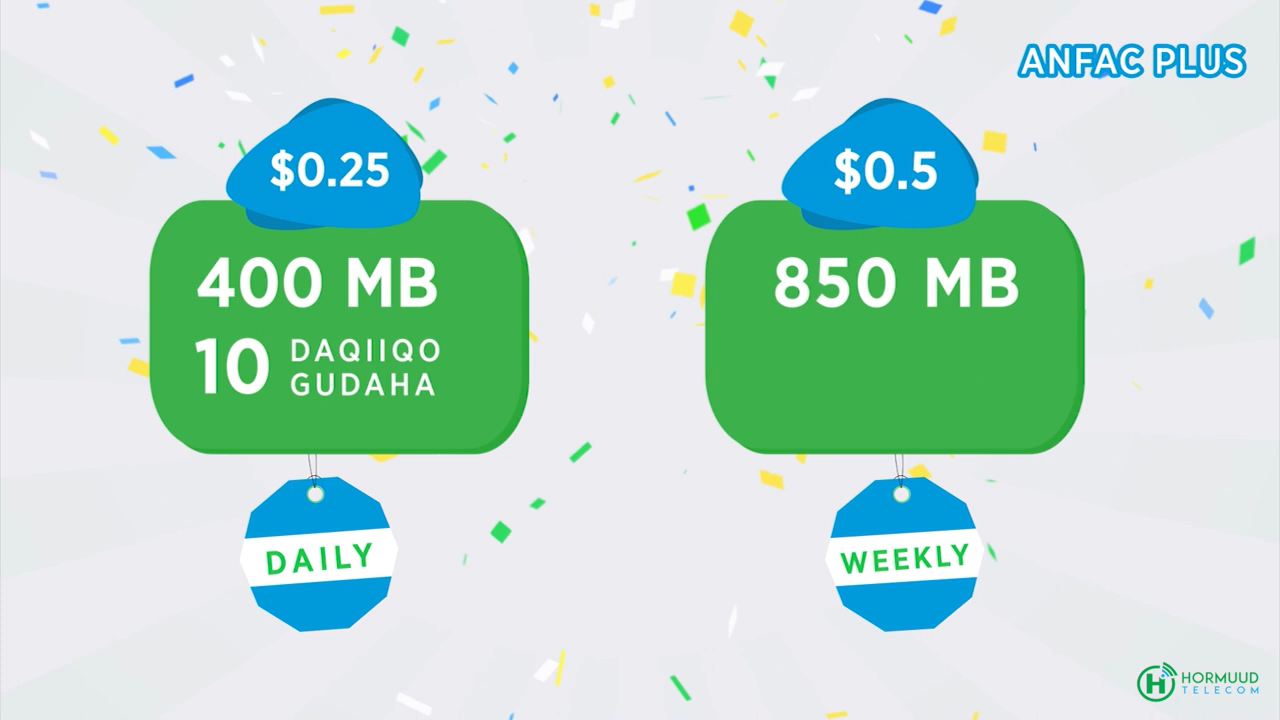 ANFAC PLUS
$0.25
400 MB
10 DAQIIQO
GUDAHA
DAILY
$0.5
850 MB
WEEKLY
HORMUUD
TELECOM